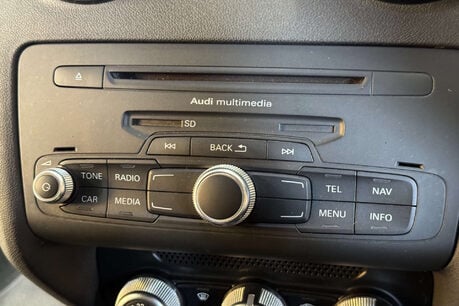 Audi multimedia
SD
BACK
TONE
RADIO
TEL
NAV
CAR
MEDIA
MENU
INFO